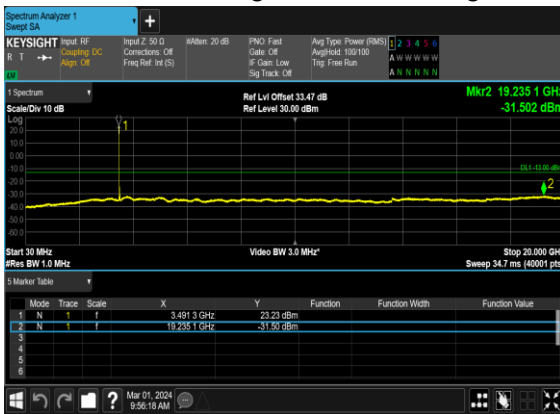 Spectrum Analyzer 1
Swept SA
KEYSIGHT Input: RF Input Z: 50 Ω #Atten: 20 dB PNO: Fast Avg Type: Power (RMS) 1 2 3 4 5 6
R T Coupling: DC Corrections: Off Gate: Off Avg|Hold: 100/100 A W W W W W
Align: Off Freq Ref: Int (S) IF Gain: Low Trig: Free Run
Sig Track: Off A N N N N N
LV
1 Spectrum Ref Lvl Offset 33.47 dB Mkr2 19.235 1 GHz
Scale/Div 10 dB Ref Level 30.00 dBm -31.502 dBm
Log
20.0
1
10.0
0.00
-10.0
DL1 -13.00 dBm
-20.0
2
-30.0
-40.0
-50.0
-60.0
Start 30 MHz Video BW 3.0 MHz* Stop 20.000 GHz
#Res BW 1.0 MHz Sweep 34.7 ms (40001 pts)
5 Marker Table
Mode Trace Scale X Y Function Function Width Function Value
1 N 1 f 3.491 3 GHz 23.23 dBm
2 N 1 f 19.235 1 GHz -31.50 dBm
3
4
5
6
? Mar 01, 2024
9:56:18 AM